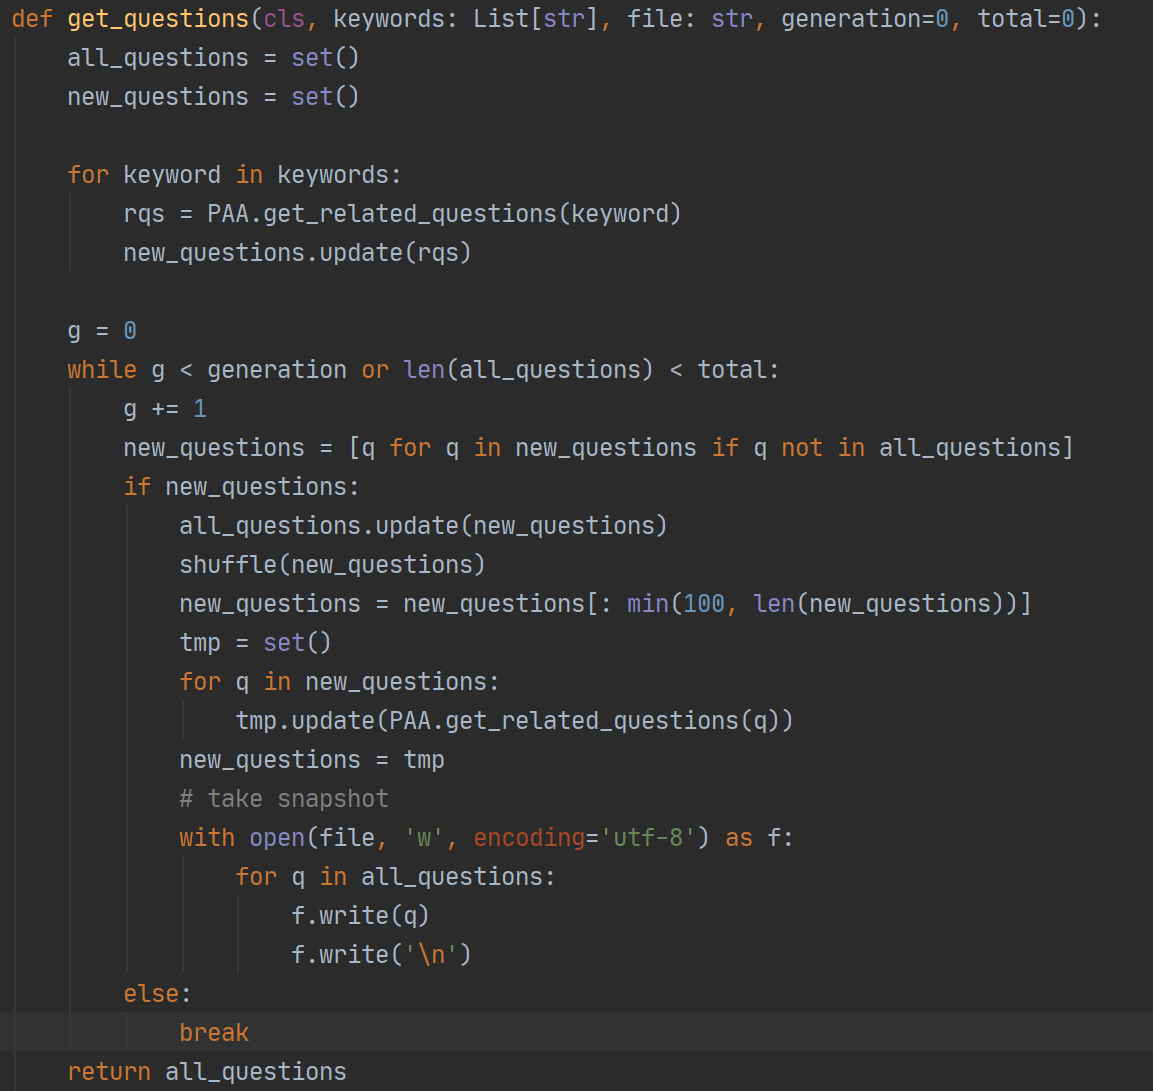 def get_questions(cls, keywords: List[str], file: str, generation=0, total=0):
    all_questions = set()
    new_questions = set()

    for keyword in keywords:
        rqs = PAA.get_related_questions(keyword)
        new_questions.update(rqs)

    g = 0
    while g < generation or len(all_questions) < total:
        g += 1
        new_questions = [q for q in new_questions if q not in all_questions]
        if new_questions:
            all_questions.update(new_questions)
            shuffle(new_questions)
            new_questions = new_questions[: min(100, len(new_questions))]
            tmp = set()
            for q in new_questions:
                tmp.update(PAA.get_related_questions(q))
            new_questions = tmp
            # take snapshot
            with open(file, 'w', encoding='utf-8') as f:
                for q in all_questions:
                    f.write(q)
                    f.write('\n')
        else:
            break
    return all_questions